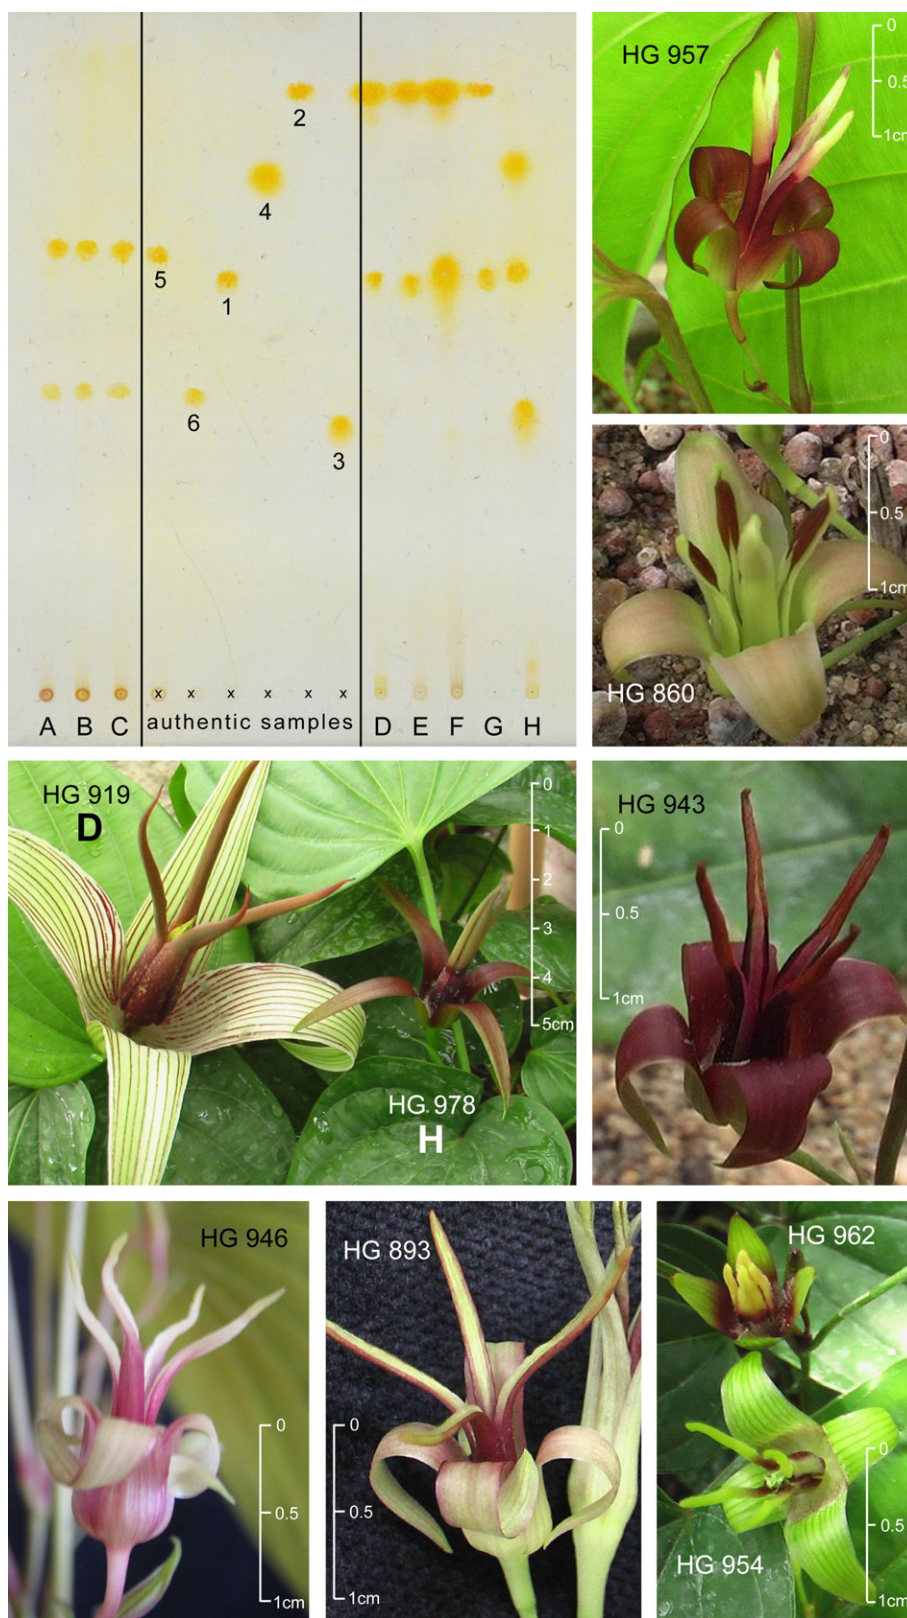 2
4
5
1
6
3
x x x x x x
A B C authentic samples D E F G H
HG 957
0
0.5
1cm
HG 860
0
0.5
1cm
HG 919
D
HG 978
H
0
1
2
3
4
5cm
HG 943
0
0.5
1cm
HG 946
0
0.5
1cm
HG 893
0
0.5
1cm
HG 962
HG 954
0
0.5
1cm